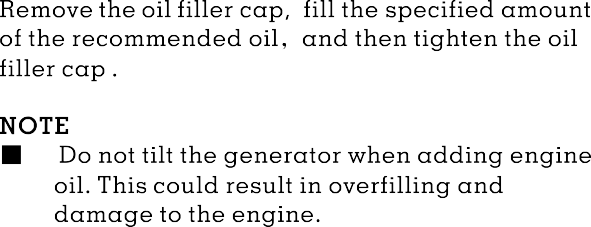 Remove the oil filler cap, fill the specified amount
of the recommended oil, and then tighten the oil
filler cap .
NOTE
■ Do not tilt the generator when adding engine
oil. This could result in overfilling and
damage to the engine.